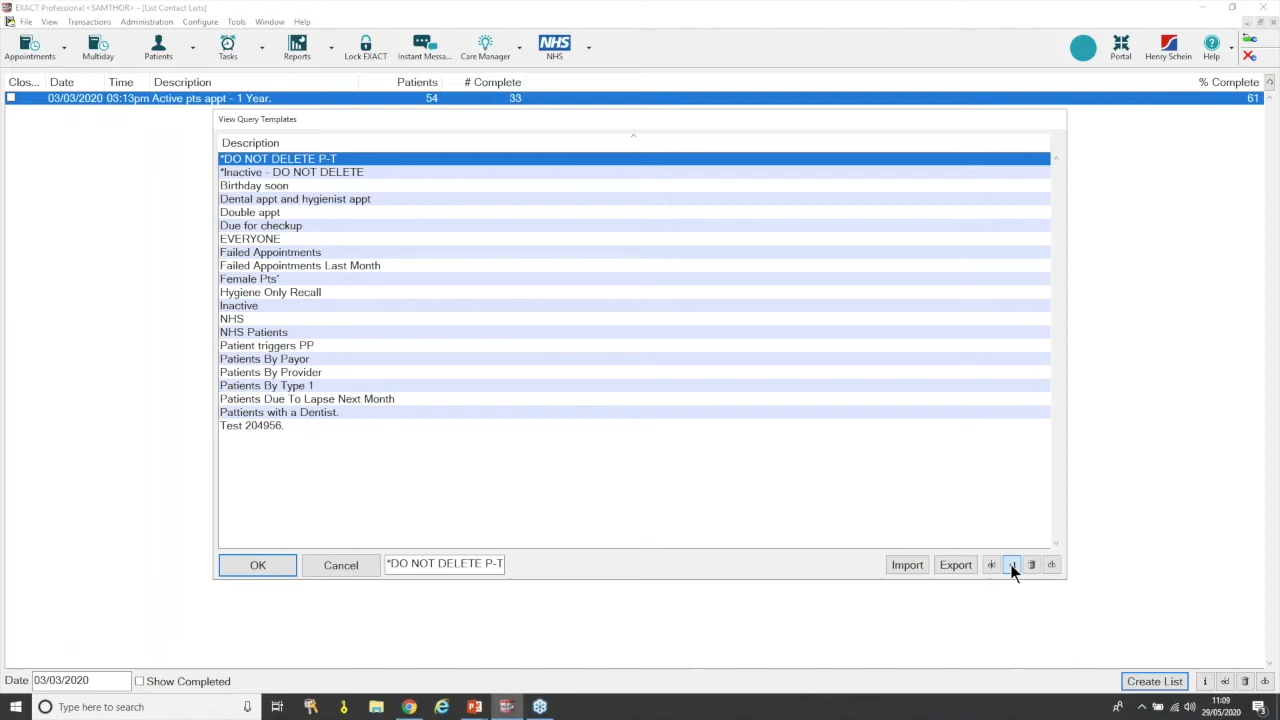 EXACT Professional <SAMTHOR> - [List Contact Lists]
File View Transactions Administration Configure Tools Window Help
Appointments Multiday Patients Tasks Reports Lock EXACT Instant Messa... Care Manager NHS NHS Portal Henry Schein Help
Clos... Date Time Description Patients # Complete % Complete
03/03/2020 03:13pm Active pts appt - 1 Year. 54 33 61
View Query Templates
Description
*DO NOT DELETE P-T
*Inactive - DO NOT DELETE
Birthday soon
Dental appt and hygienist appt
Double appt
Due for checkup
EVERYONE
Failed Appointments
Failed Appointments Last Month
Female Pts'
Hygiene Only Recall
Inactive
NHS
NHS Patients
Patient triggers PP
Patients By Payor
Patients By Provider
Patients By Type 1
Patients Due To Lapse Next Month
Pattients with a Dentist.
Test 204956.
OK Cancel *DO NOT DELETE P-T Import Export
Date 03/03/2020 Show Completed Create List
Type here to search
11:09
29/05/2020
3